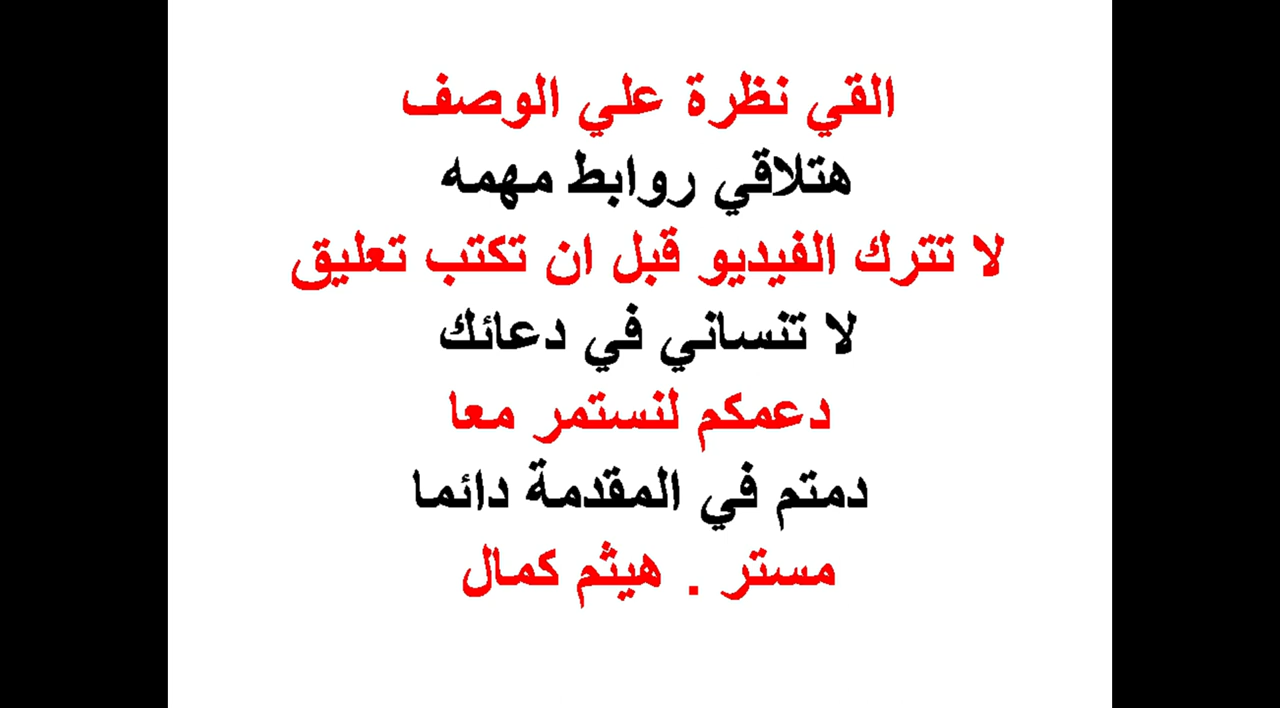 القي نظرة علي الوصف
هتلاقي روابط مهمه
لا تترك الفيديو قبل ان تكتب تعليق
لا تنساني في دعائك
دعمكم لنستمر معا
دمتم في المقدمة دائما
مستر . هيثم كمال